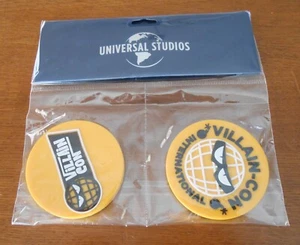 UNIVERSAL STUDIOS
VILLAIN
CON
VILLAIN-CON
INTERNATIONAL